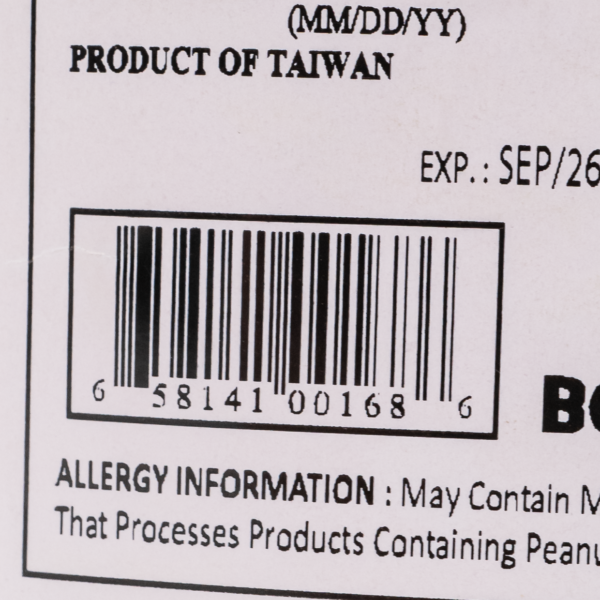 (MM/DD/YY)
PRODUCT OF TAIWAN
EXP.: SEP/26
6 58141 00168 6
ALLERGY INFORMATION : May Contain
That Processes Products Containing